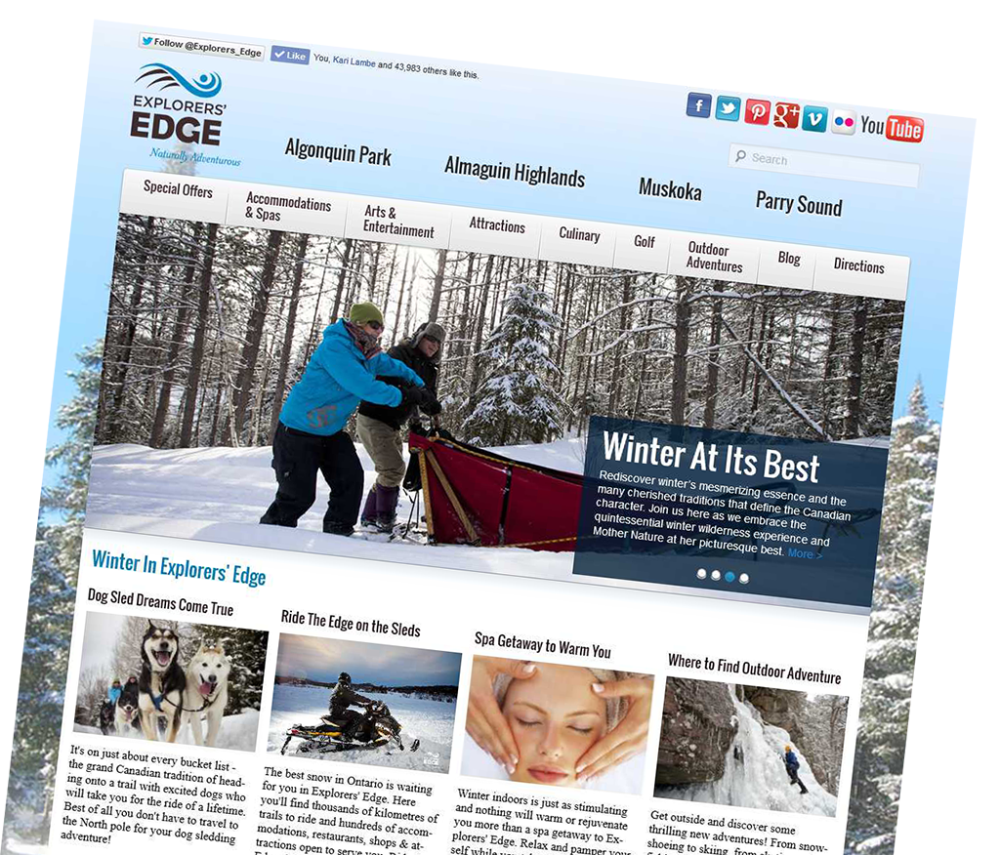 Follow @Explorers_Edge
Like
You, Kari Lambe and 43,983 others like this.
EXPLORERS'
EDGE
Naturally Adventurous
You Tube
Search
Algonquin Park
Almaguin Highlands
Muskoka
Parry Sound
Special Offers
Accommodations
& Spas
Arts &
Entertainment
Attractions
Culinary
Golf
Outdoor
Adventures
Blog
Directions
Winter At Its Best
Rediscover winter's mesmerizing essence and the
many cherished traditions that define the Canadian
character. Join us here as we embrace the
quintessential winter wilderness experience and
Mother Nature at her picturesque best. More >
Winter In Explorers' Edge
Dog Sled Dreams Come True
It's on just about every bucket list -
the grand Canadian tradition of head-
ing onto a trail with excited dogs who
will take you for the ride of a lifetime.
Best of all you don't have to travel to
the North pole for your dog sledding
adventure!
Ride The Edge on the Sleds
The best snow in Ontario is waiting
for you in Explorers' Edge. Here
you'll find thousands of kilometres of
trails to ride and hundreds of accom-
modations, restaurants, shops & at-
tractions open to serve you.
Spa Getaway to Warm You
Winter indoors is just as stimulating
and nothing will warm or rejuvenate
you more than a spa getaway to Ex-
plorers' Edge. Relax and pamper your
self while
Where to Find Outdoor Adventure
Get outside and discover some
thrilling new adventures! From snow-
shoeing to skiing, from